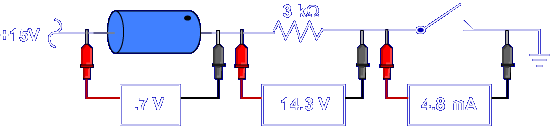 +15V
3 kΩ
.7 V
14.3 V
4.8 mA